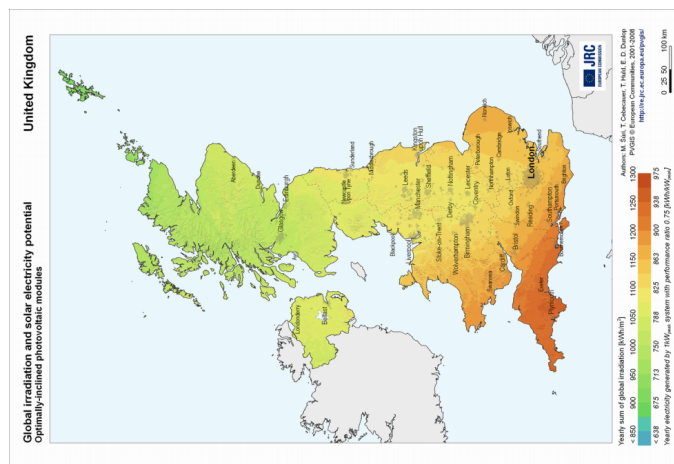 Global irradiation and solar electricity potential
Optimally-inclined photovoltaic modules
United Kingdom
Aberdeen
Dundee
Glasgow
Edinburgh
Londonderry
Belfast
Newcastle
upon Tyne
Sunderland
Middlesbrough
Blackpool
Leeds
Kingston
upon Hull
Liverpool
Manchester
Sheffield
Stoke-on-Trent
Derby
Nottingham
Wolverhampton
Leicester
Peterborough
Norwich
Birmingham
Coventry
Northampton
Cambridge
Ipswich
Swansea
Cardiff
Bristol
Swindon
Oxford
Luton
Reading
London
Southend
Southampton
Portsmouth
Brighton
Bournemouth
Exeter
Plymouth
JRC
EUROPEAN COMMISSION
Yearly sum of global irradiation [kWh/m²]
< 850 900 950 1000 1050 1100 1150 1200 1250 1300
< 638 675 713 750 788 825 863 900 938 975
Yearly electricity generated by 1kWpeak system with performance ratio 0.75 [kWh/kWpeak]
Authors: M. Šúri, T. Cebecauer, T. Huld, E. D. Dunlop
PVGIS © European Communities, 2001-2008
http://re.jrc.ec.europa.eu/pvgis/
0 25 50 100 km